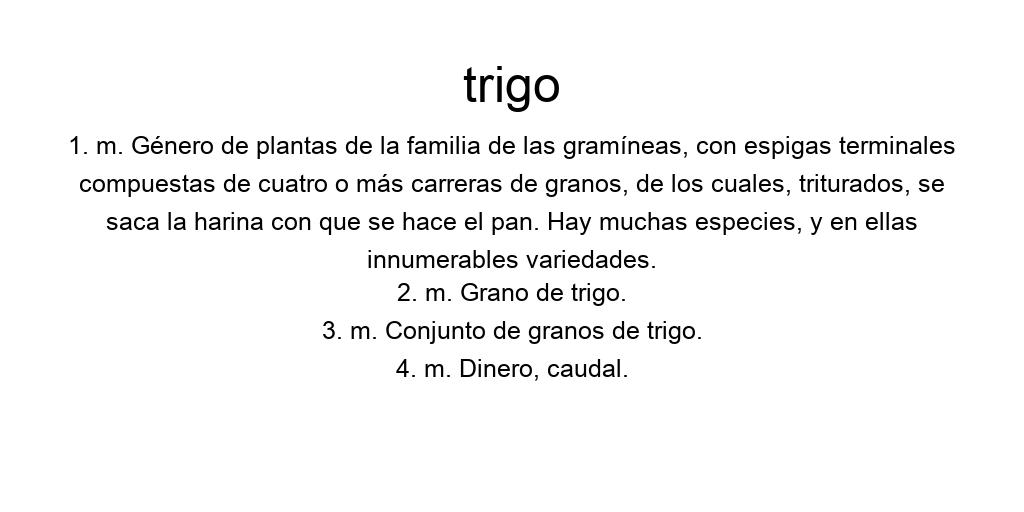 trigo
1. m. Género de plantas de la familia de las gramíneas, con espigas terminales
compuestas de cuatro o más carreras de granos, de los cuales, triturados, se
saca la harina con que se hace el pan. Hay muchas especies, y en ellas
innumerables variedades.
2. m. Grano de trigo.
3. m. Conjunto de granos de trigo.
4. m. Dinero, caudal.